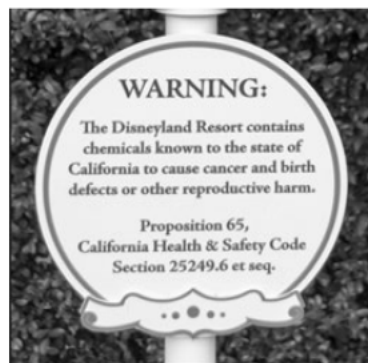 WARNING:
The Disneyland Resort contains
chemicals known to the state of
California to cause cancer and birth
defects or other reproductive harm.
Proposition 65,
California Health & Safety Code
Section 25249.6 et seq.